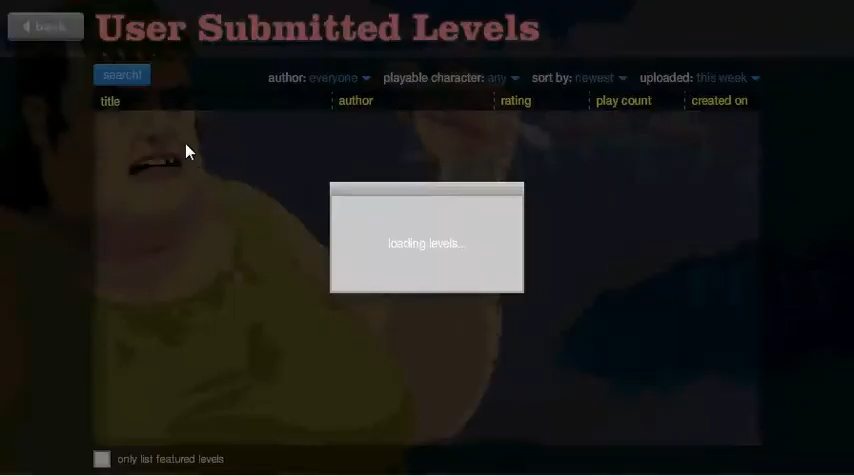 back
User Submitted Levels
search!
author: everyone playable character: any sort by: newest uploaded: this week
title author rating play count created on
loading levels...
only list featured levels